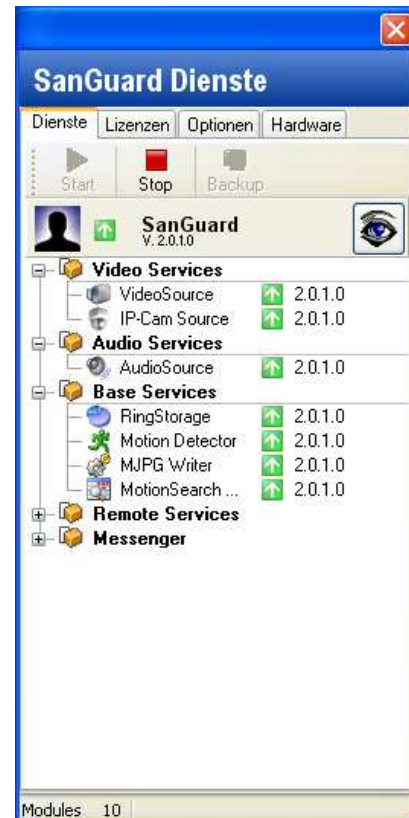 SanGuard Dienste
Dienste Lizenzen Optionen Hardware
Start Stop Backup
SanGuard
V. 2.0.1.0
Video Services
VideoSource 2.0.1.0
IP-Cam Source 2.0.1.0
Audio Services
AudioSource 2.0.1.0
Base Services
RingStorage 2.0.1.0
Motion Detector 2.0.1.0
MJPG Writer 2.0.1.0
MotionSearch ... 2.0.1.0
Remote Services
Messenger
Modules 10